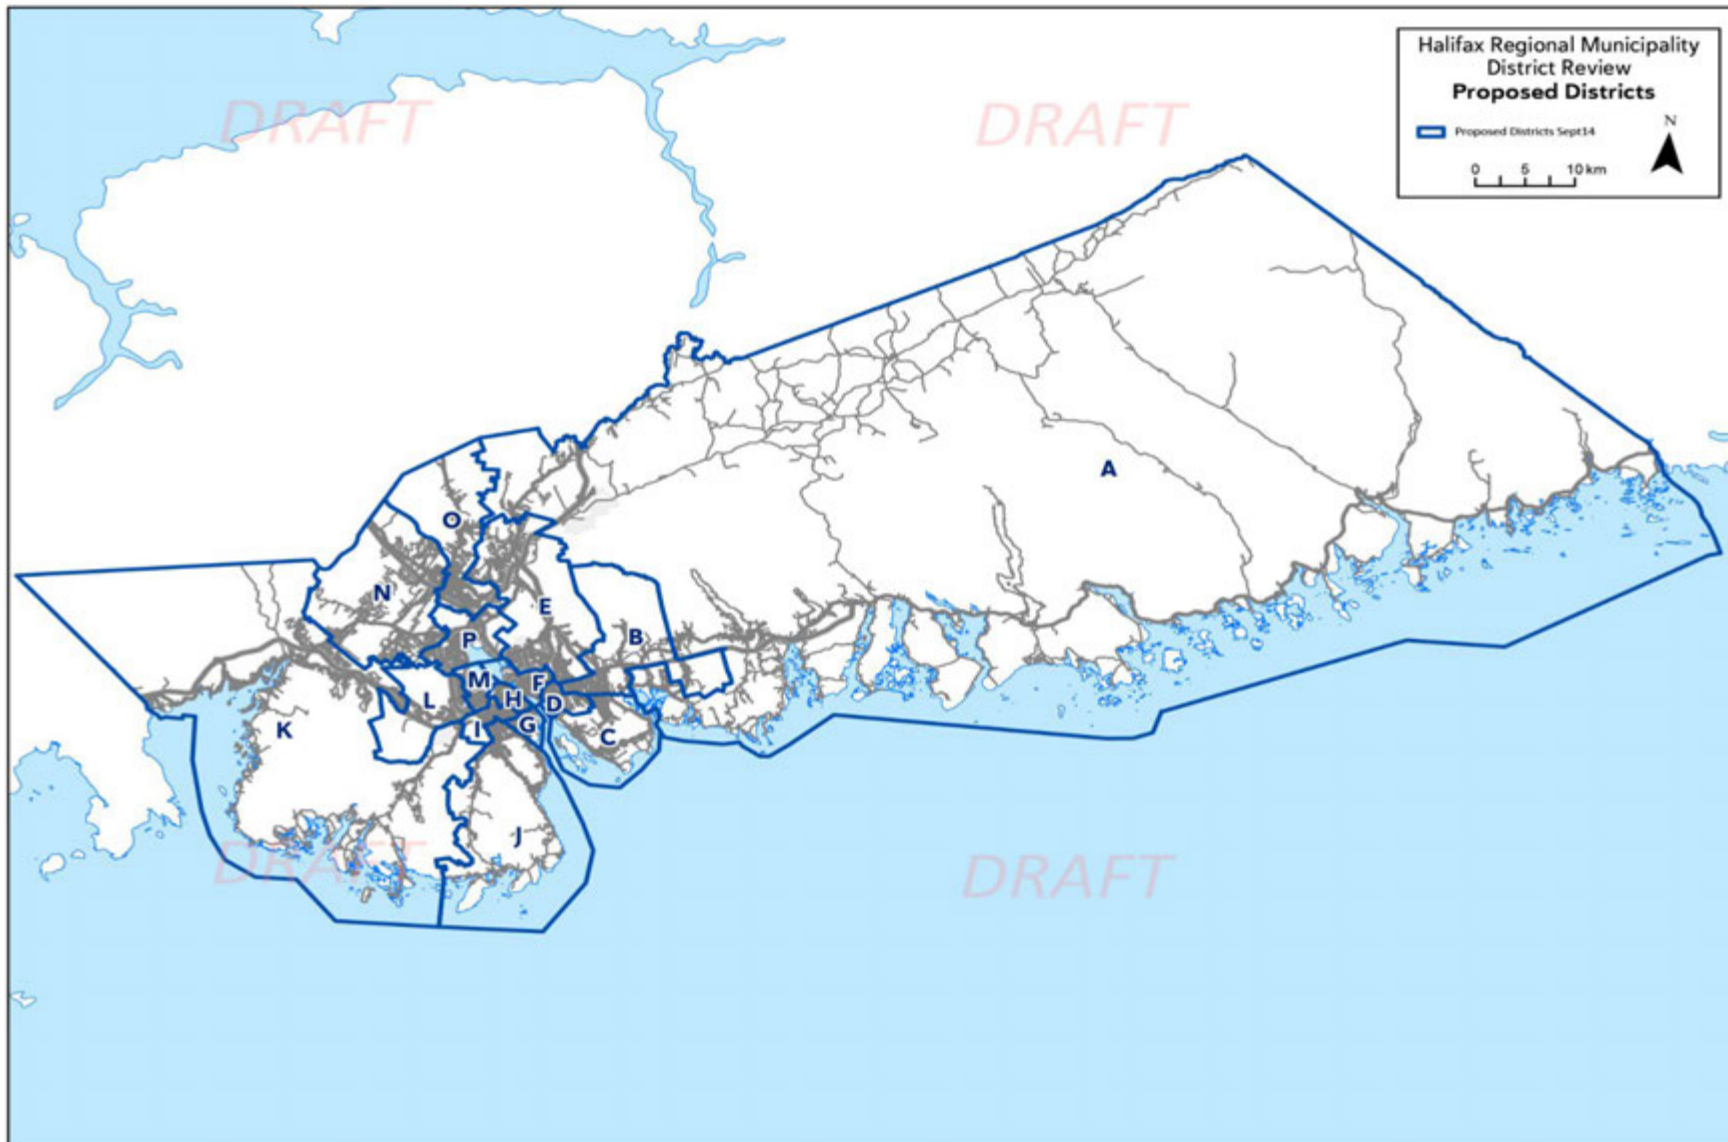 Halifax Regional Municipality
District Review
Proposed Districts
Proposed Districts Sept14
N
0 5 10 km
DRAFT
DRAFT
A
O
N
E
B
P
M
F
L
H
D
K
I
G
C
J
DRAFT
DRAFT